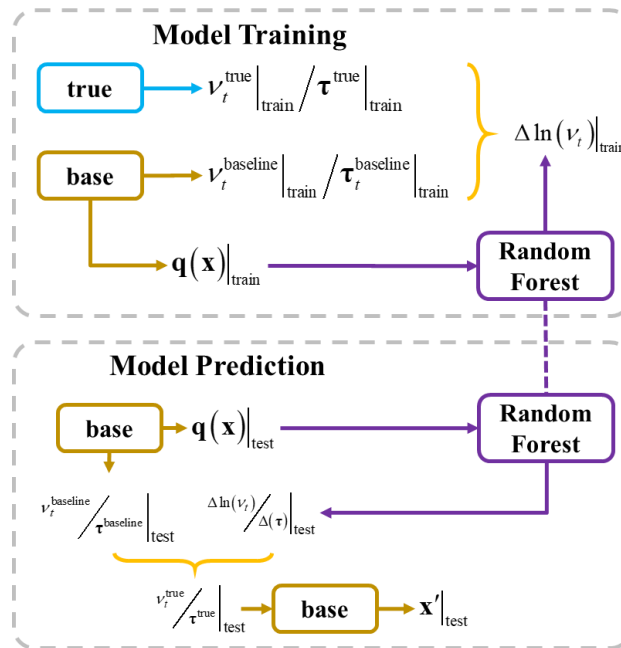 Model Training
true
ν_t^true|_train / τ^true|_train
Δ ln(ν_t)|_train
base
ν_t^baseline|_train / τ_t^baseline|_train
q(x)|_train
Random
Forest
Model Prediction
base
q(x)|_test
Random
Forest
ν_t^baseline / τ^baseline|_test
Δ ln(ν_t) / Δ(τ)|_test
ν_t^true / τ^true|_test
base
x′|_test